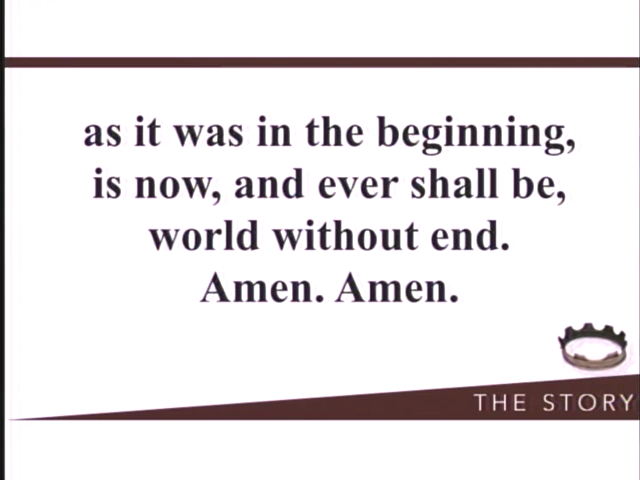 as it was in the beginning,
is now, and ever shall be,
world without end.
Amen. Amen.
THE STORY